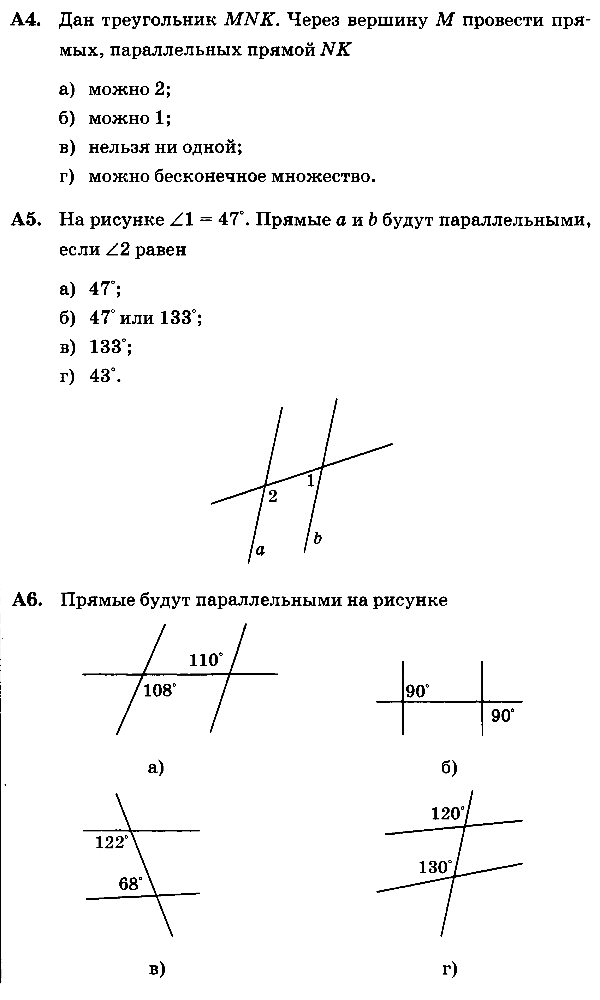 А4. Дан треугольник MNK. Через вершину M провести пря-
мых, параллельных прямой NK
а) можно 2;
б) можно 1;
в) нельзя ни одной;
г) можно бесконечное множество.
А5. На рисунке ∠1 = 47°. Прямые a и b будут параллельными,
если ∠2 равен
а) 47°;
б) 47° или 133°;
в) 133°;
г) 43°.
1
2
b
a
А6. Прямые будут параллельными на рисунке
110°
108°
90°
90°
а)
б)
120°
122°
130°
68°
в)
г)